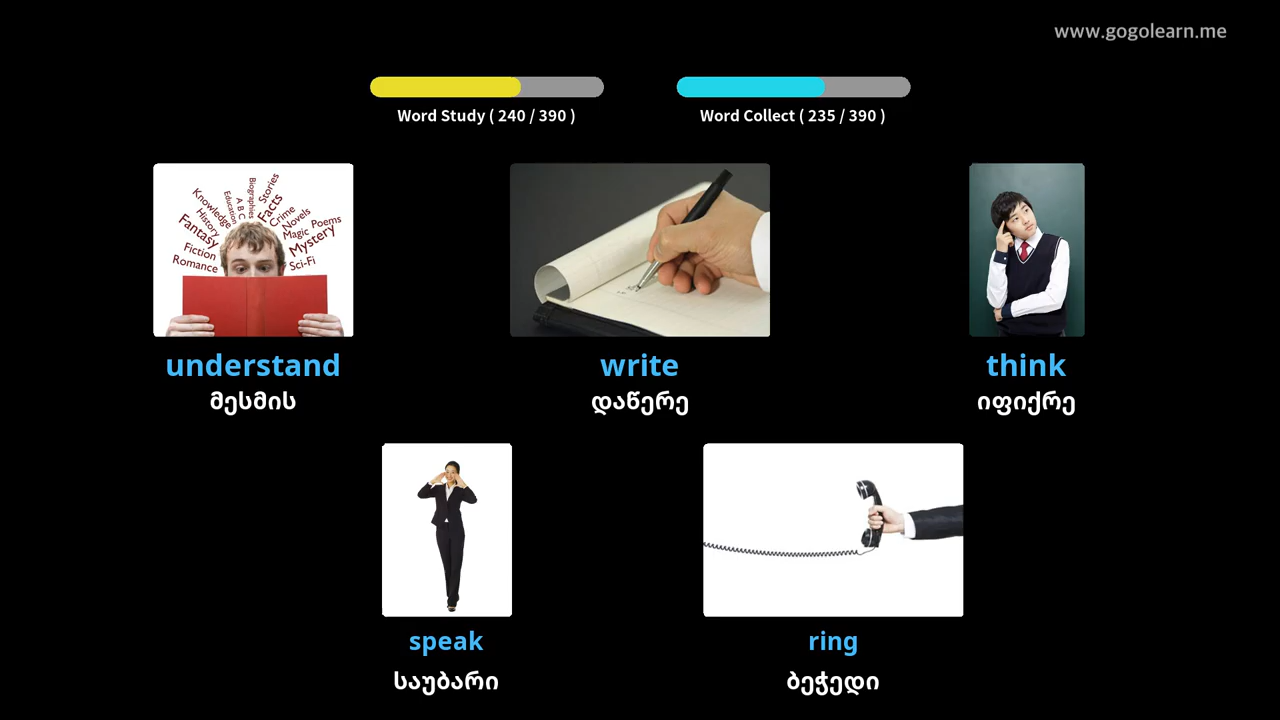 www.gogolearn.me
Word Study ( 240 / 390 )
Word Collect ( 235 / 390 )
Knowledge
History
Fantasy
Fiction
Romance
Education
A B C
Biographies
Stories
Facts
Crime
Novels
Magic
Poems
Mystery
Sci-Fi
understand
მესმის
write
დაწერე
think
იფიქრე
speak
საუბარი
ring
ბეჭედი